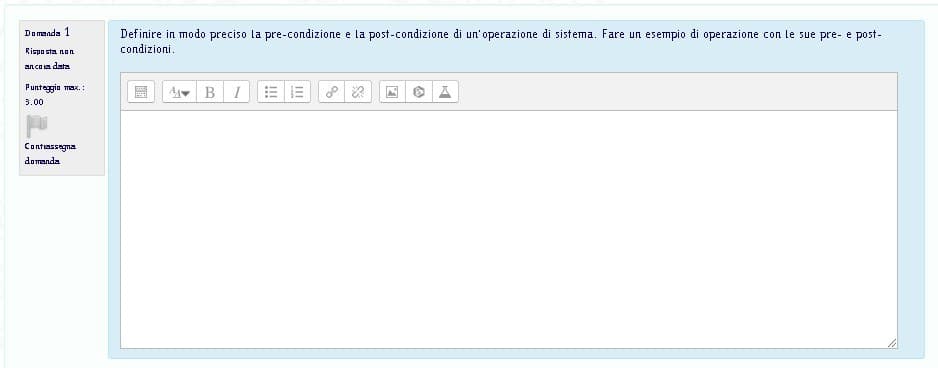 Domanda 1
Risposta non
ancora data
Punteggio max.:
3.00
Contrassegna
domanda
Definire in modo preciso la pre-condizione e la post-condizione di un'operazione di sistema. Fare un esempio di operazione con le sue pre- e post-
condizioni.
B I